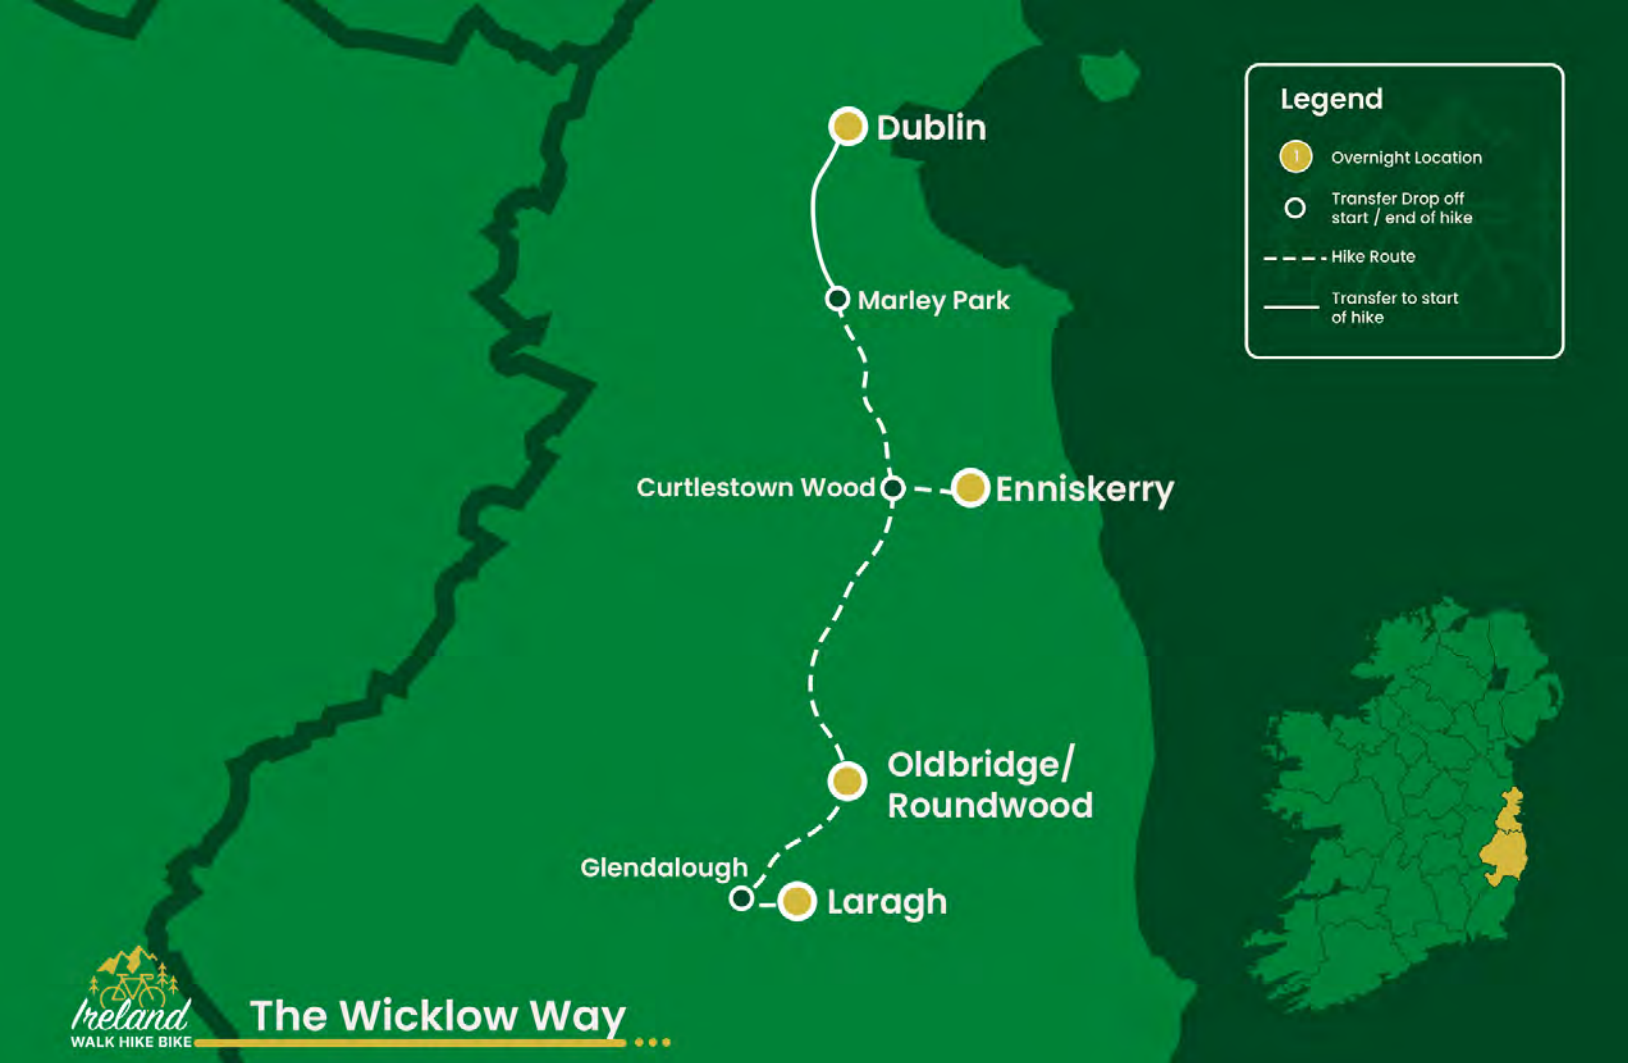 Legend
1
Overnight Location
Transfer Drop off
start / end of hike
Hike Route
Transfer to start
of hike
Dublin
Marley Park
Curtlestown Wood
Enniskerry
Oldbridge/
Roundwood
Glendalough
Laragh
Ireland
WALK HIKE BIKE
The Wicklow Way